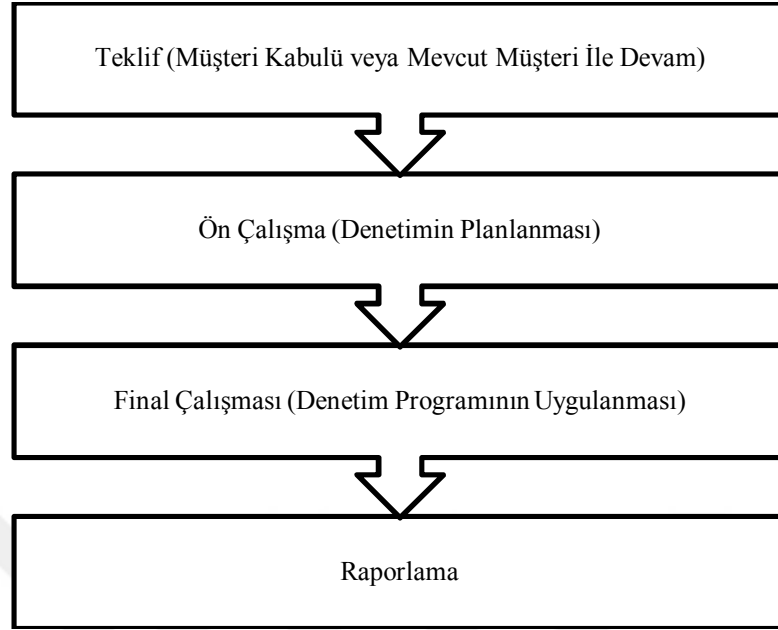 Teklif (Müşteri Kabulü veya Mevcut Müşteri İle Devam)
Ön Çalışma (Denetimin Planlanması)
Final Çalışması (Denetim Programının Uygulanması)
Raporlama